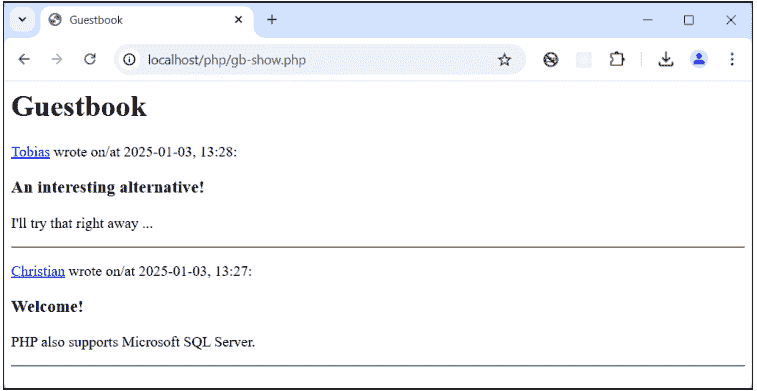 Guestbook
localhost/php/gb-show.php
Guestbook
Tobias wrote on/at 2025-01-03, 13:28:
An interesting alternative!
I'll try that right away ...
Christian wrote on/at 2025-01-03, 13:27:
Welcome!
PHP also supports Microsoft SQL Server.